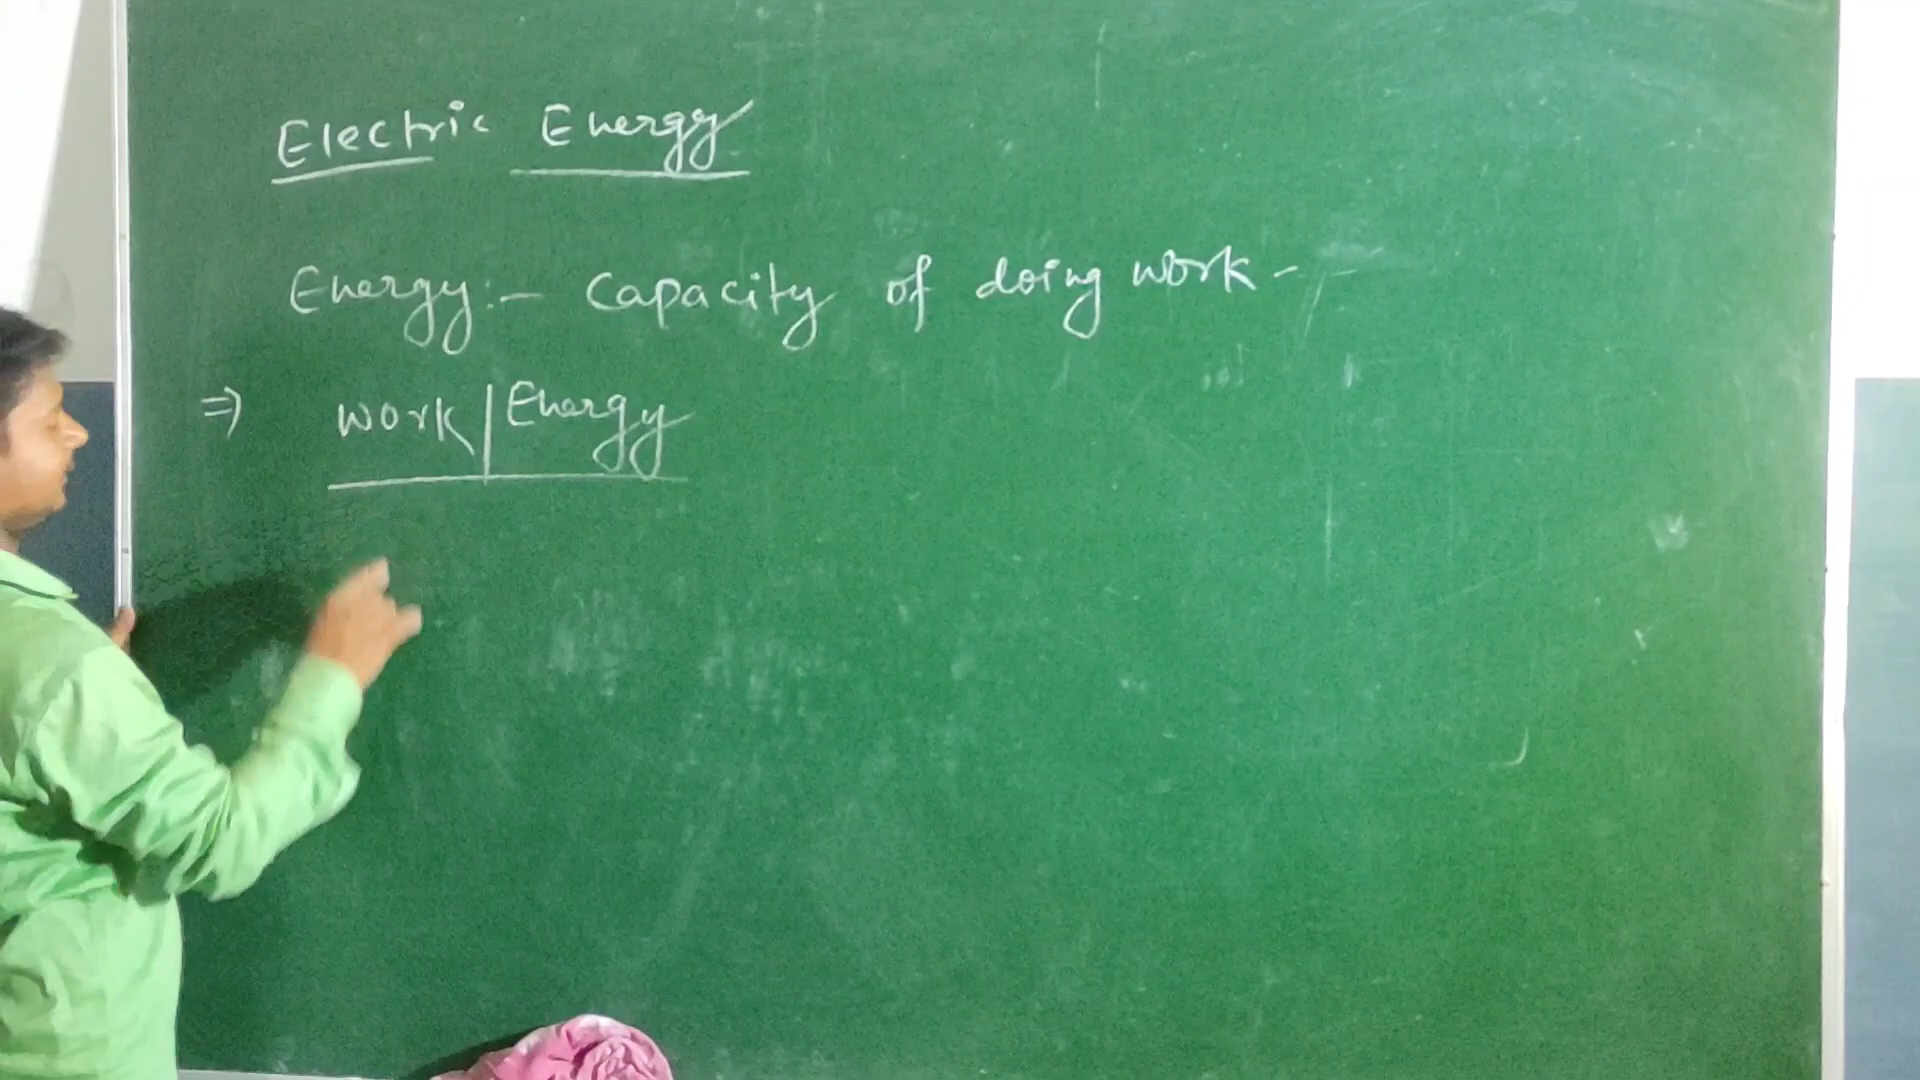 Electric Energy
Energy:- Capacity of doing work-
⇒ Work | Energy